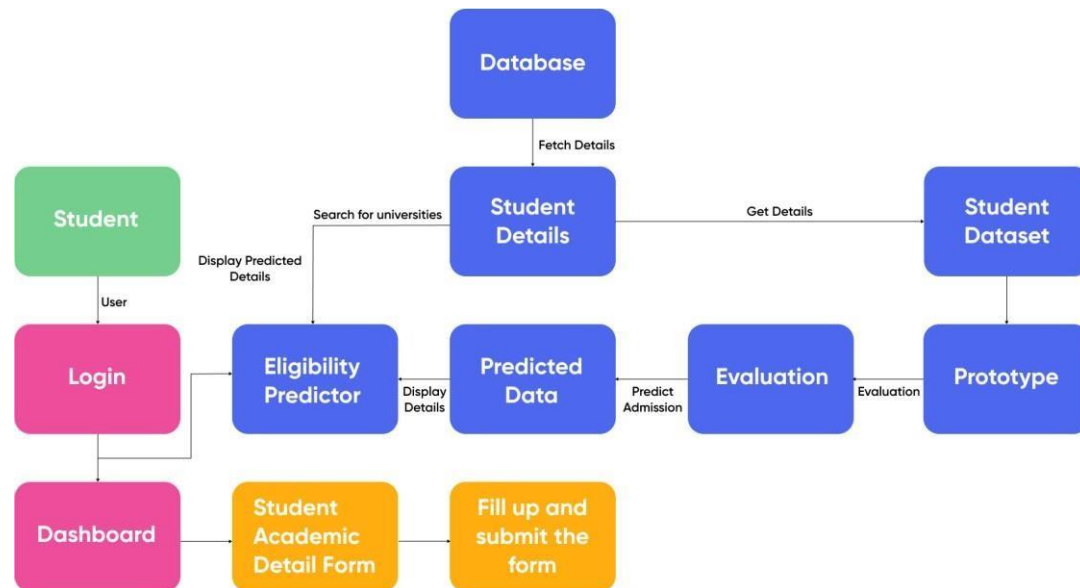 Database
Fetch Details
Student
Student
Details
Student
Dataset
Search for universities
Get Details
Display Predicted
Details
User
Login
Eligibility
Predictor
Display
Details
Predicted
Data
Predict
Admission
Evaluation
Evaluation
Prototype
Dashboard
Student
Academic
Detail Form
Fill up and
submit the
form